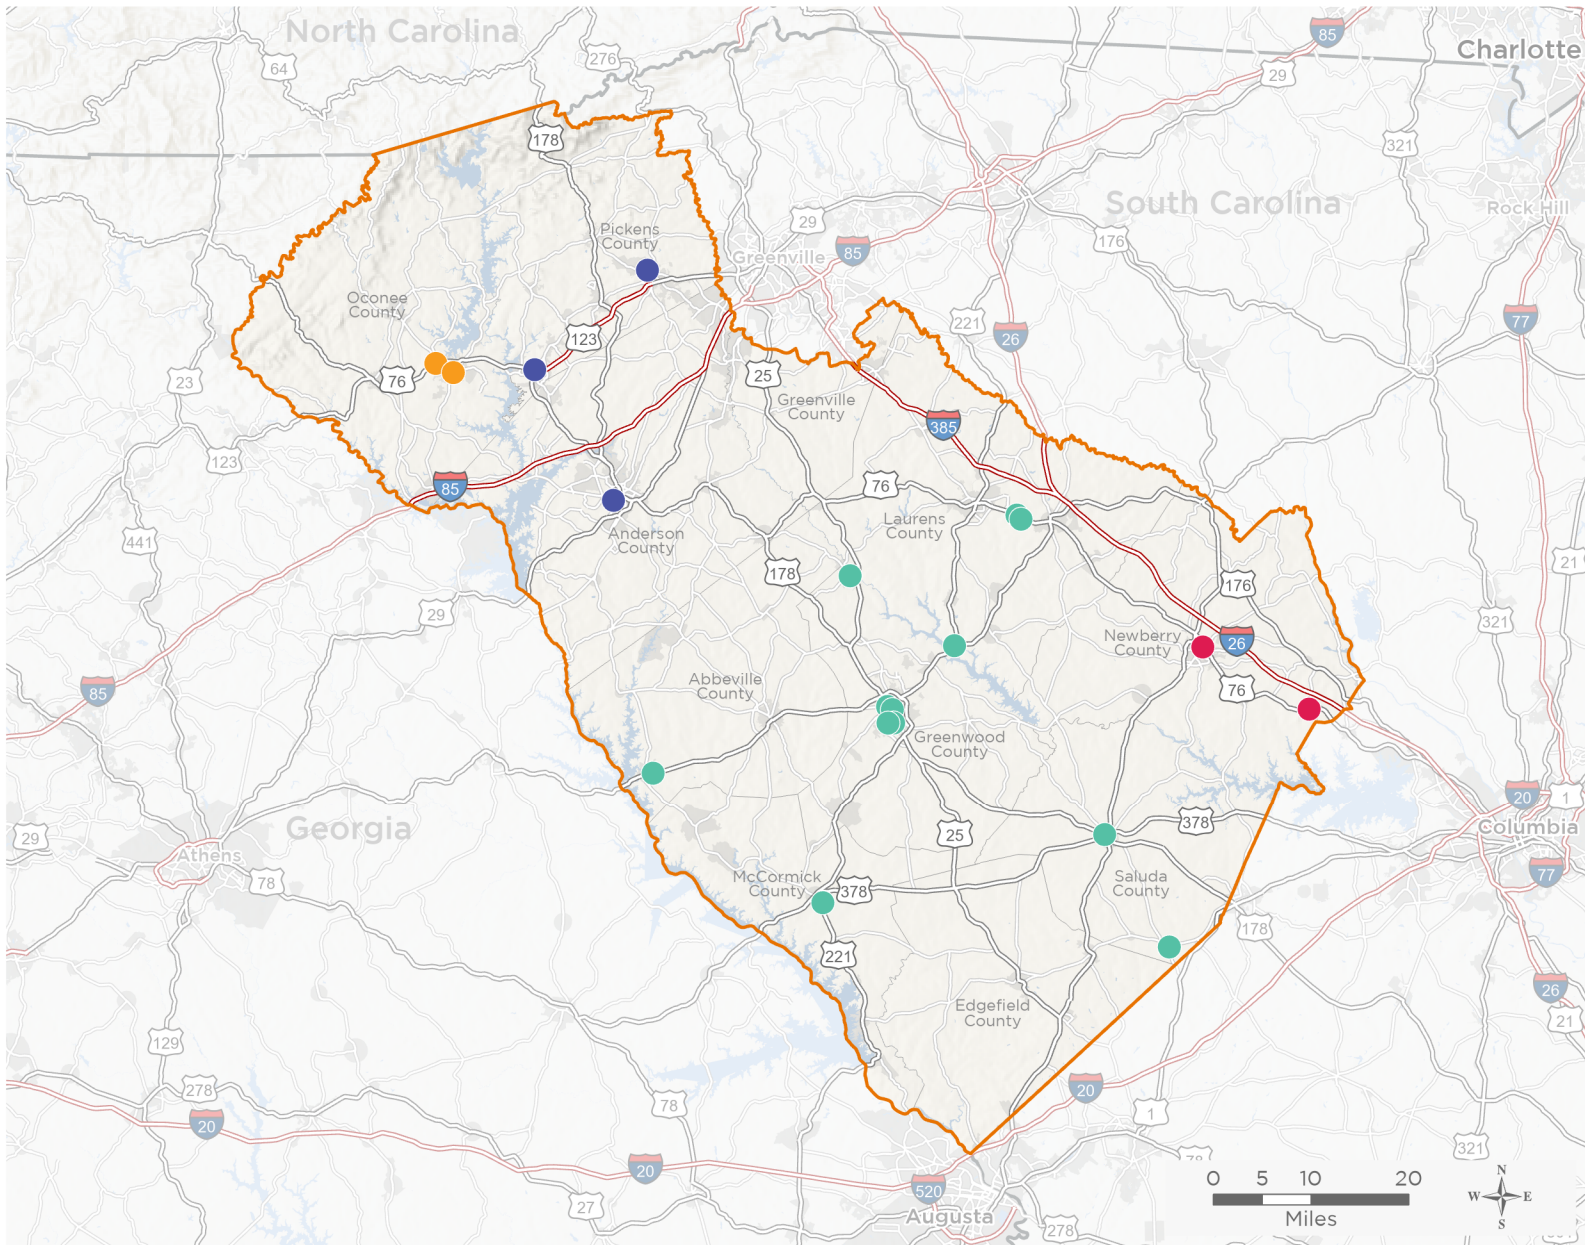 North Carolina
85
Charlotte
276
64
29
178
321
South Carolina
Rock Hill
29
176
Pickens
County
85
Greenville
Oconee
County
77
221
26
123
23
76
25
Greenville
County
385
123
85
76
Laurens
County
Anderson
County
441
178
176
21
29
321
Newberry
County
26
Abbeville
County
76
85
Greenwood
County
20
1
Georgia
25
378
Columbia
29
Athens
78
McCormick
County
378
Saluda
County
77
178
221
26
Edgefield
County
21
129
278
20
1
78
20
321
78
20
520
0 5 10 20
Miles
N
W E
S
27
Augusta
278